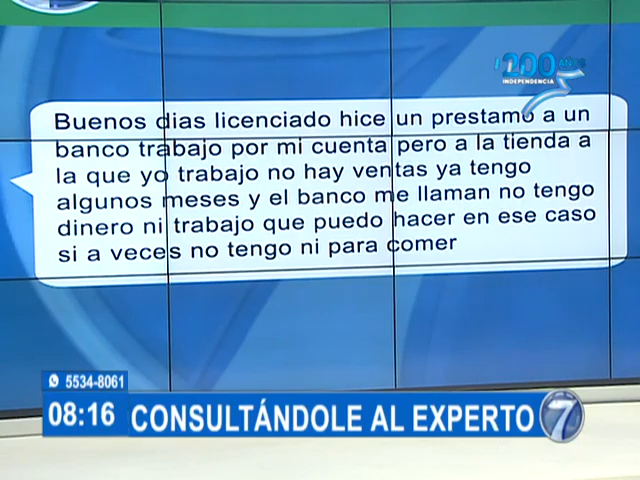 200 AÑOS
INDEPENDENCIA
Buenos dias licenciado hice un prestamo a un
banco trabajo por mi cuenta pero a la tienda a
la que yo trabajo no hay ventas ya tengo
algunos meses y el banco me llaman no tengo
dinero ni trabajo que puedo hacer en ese caso
si a veces no tengo ni para comer
5534-8061
08:16 CONSULTÁNDOLE AL EXPERTO 7